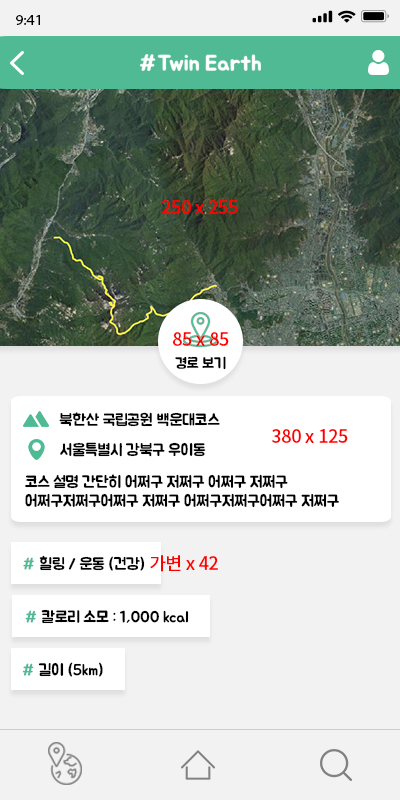 9:41
#Twin Earth
250 x 255
85 x 85
경로 보기
북한산 국립공원 백운대코스
380 x 125
서울특별시 강북구 우이동
코스 설명 간단히 어쩌구 저쩌구 어쩌구 저쩌구
어쩌구저쩌구어쩌구 저쩌구 어쩌구저쩌구어쩌구 저쩌구
# 힐링 / 운동 (건강) 가변 x 42
# 칼로리 소모 : 1,000 kcal
# 길이 (5km)